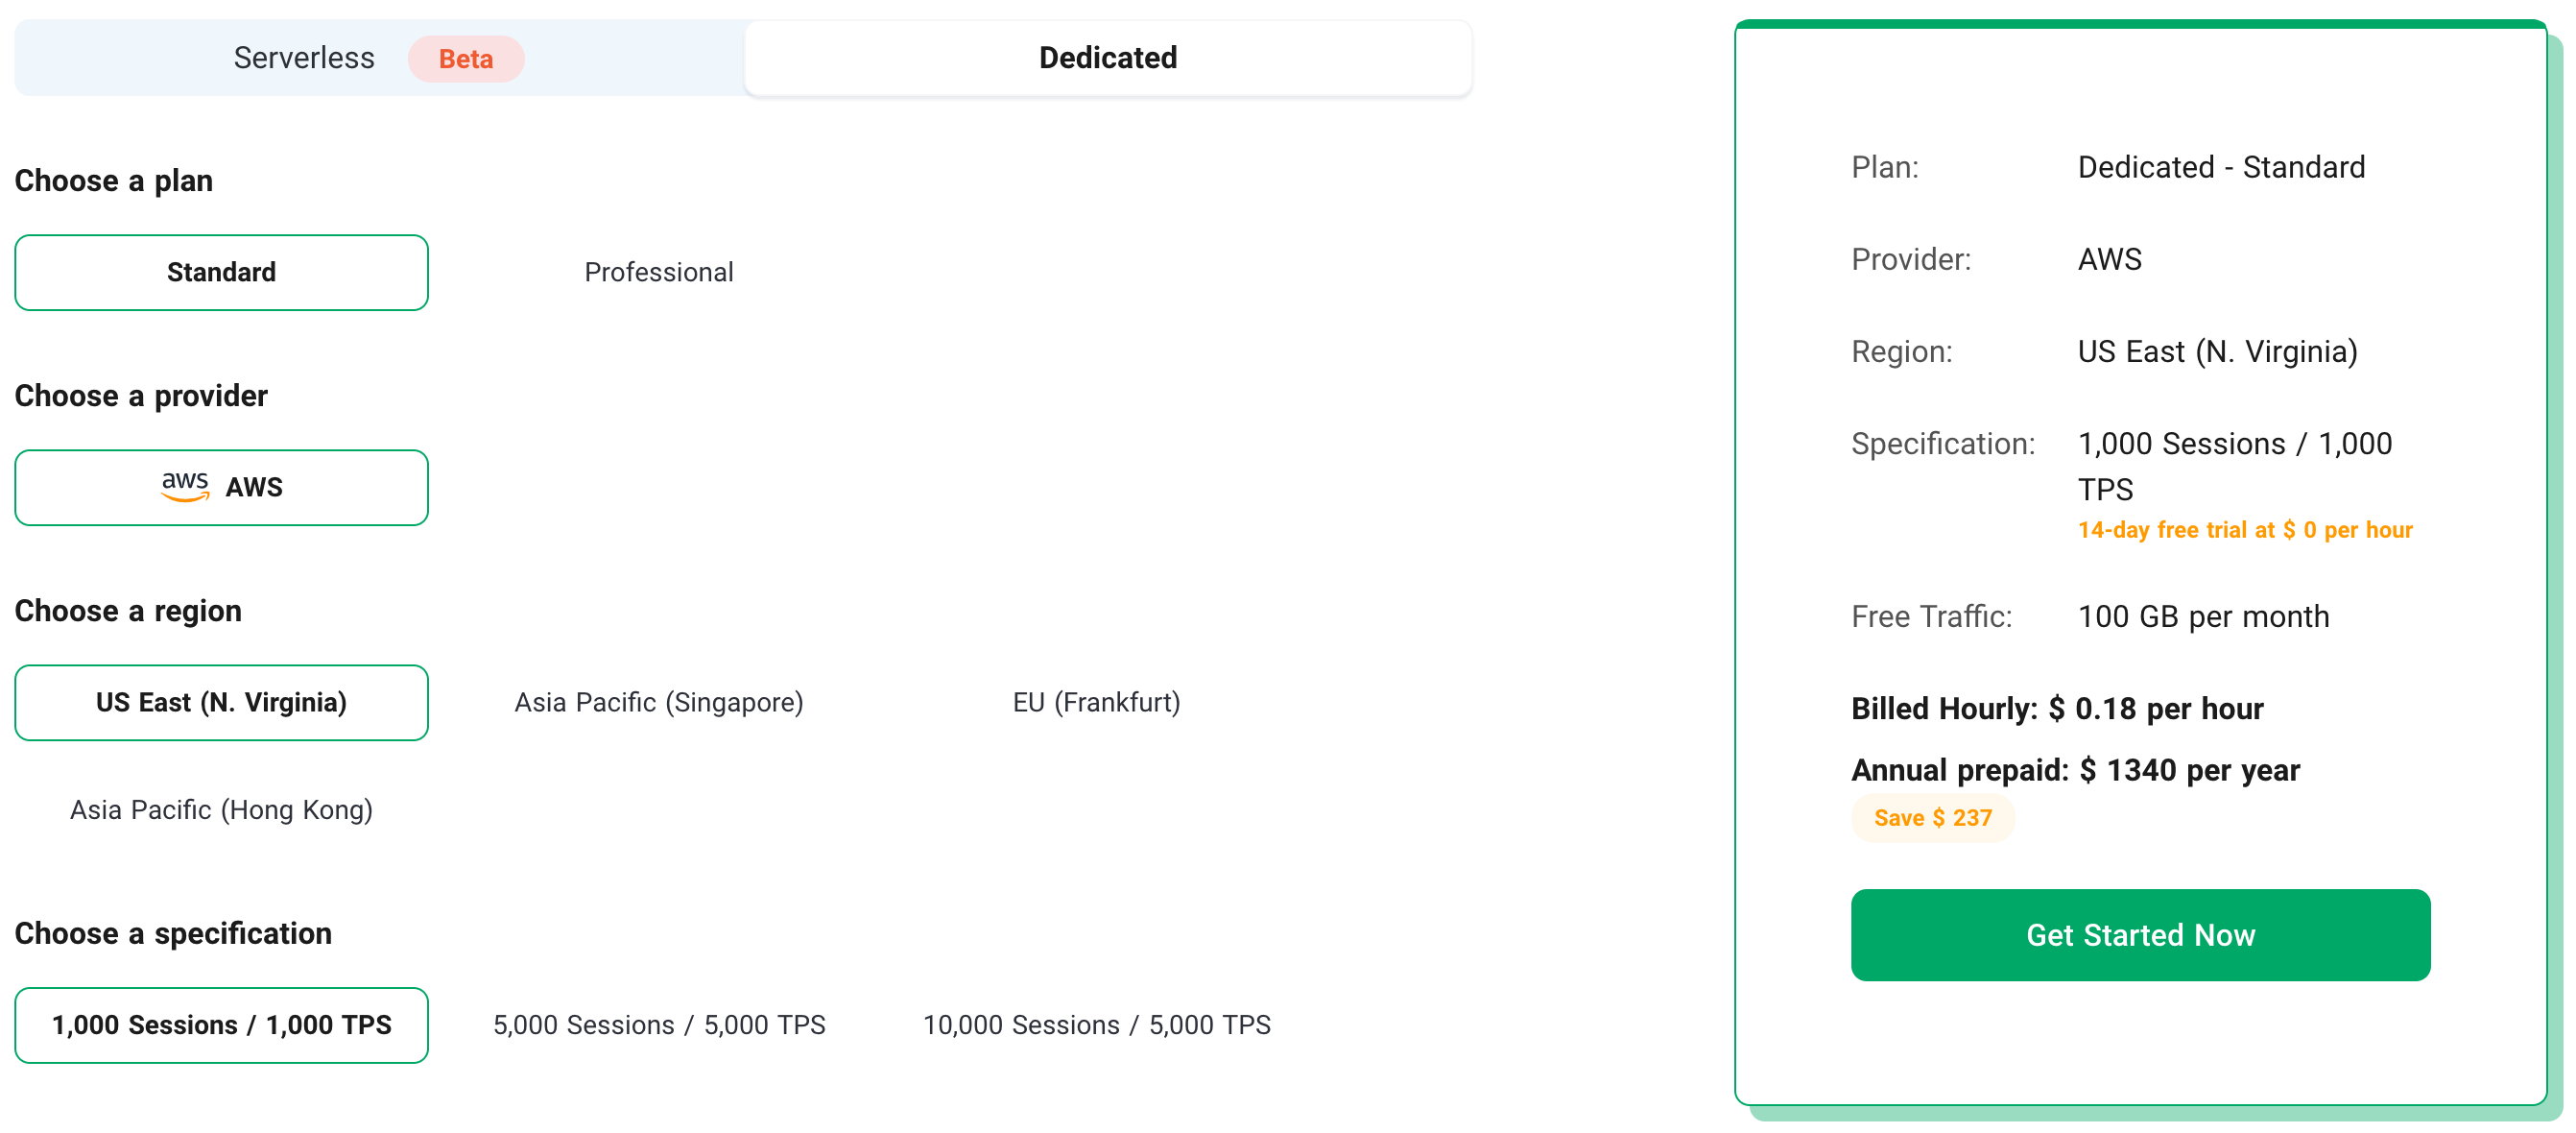 Serverless Beta Dedicated
Choose a plan
Standard Professional
Choose a provider
aws AWS
Choose a region
US East (N. Virginia) Asia Pacific (Singapore) EU (Frankfurt)
Asia Pacific (Hong Kong)
Choose a specification
1,000 Sessions / 1,000 TPS 5,000 Sessions / 5,000 TPS 10,000 Sessions / 5,000 TPS
Plan: Dedicated - Standard
Provider: AWS
Region: US East (N. Virginia)
Specification: 1,000 Sessions / 1,000
TPS
14-day free trial at $ 0 per hour
Free Traffic: 100 GB per month
Billed Hourly: $ 0.18 per hour
Annual prepaid: $ 1340 per year
Save $ 237
Get Started Now